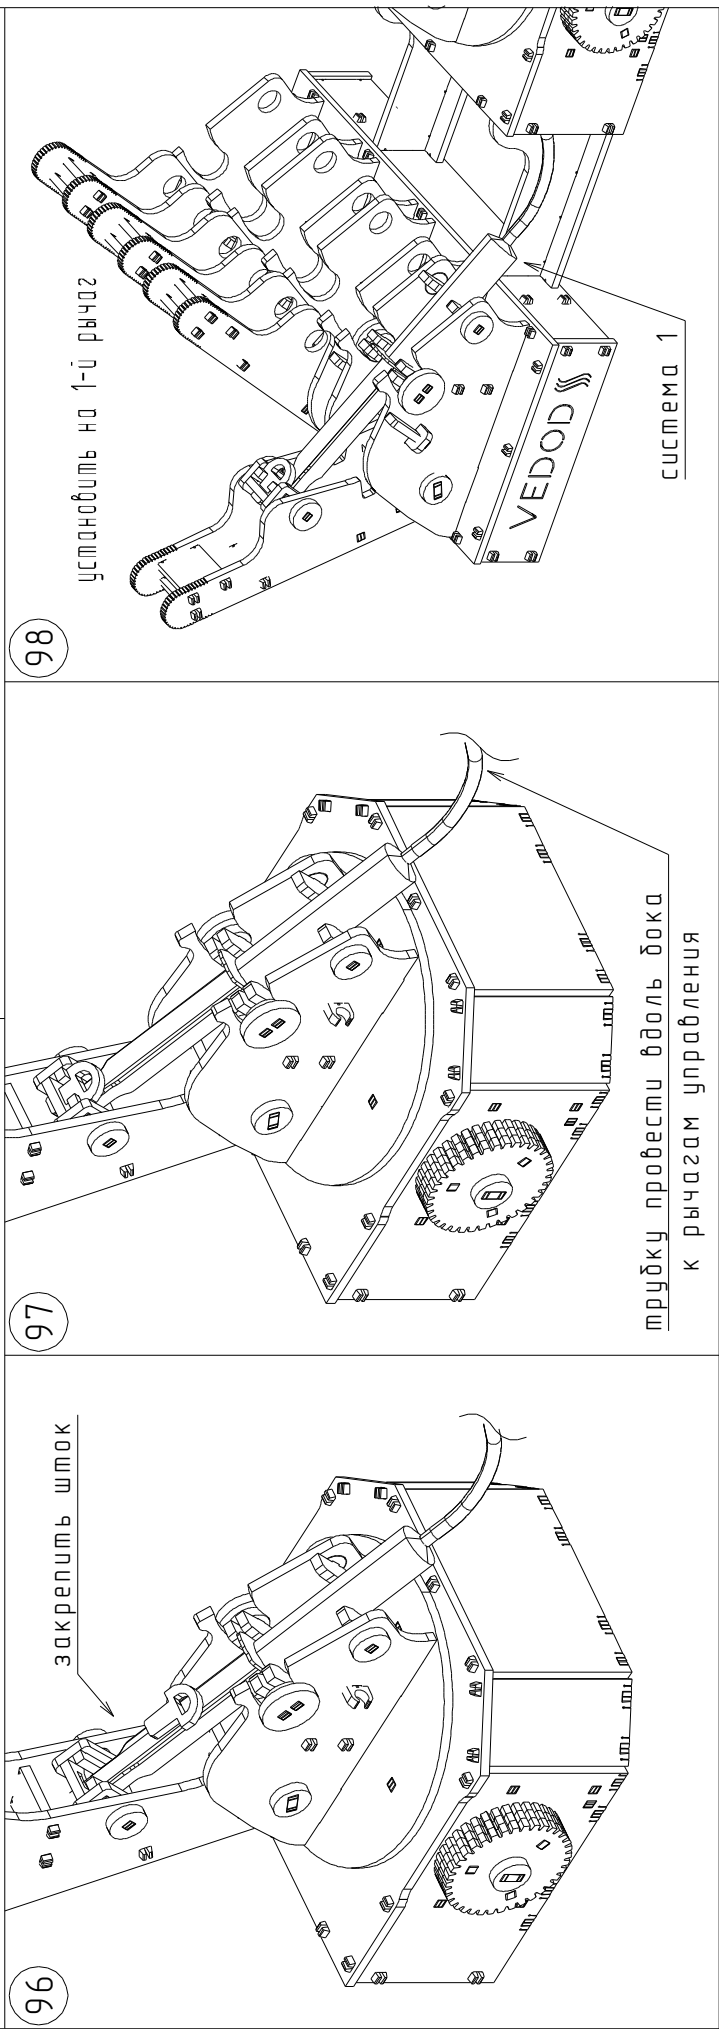 96
закрепить шток
97
трубку провести вдоль бока
к рычагам управления
98
установить на 1-й рычаг
VEDOD
система 1